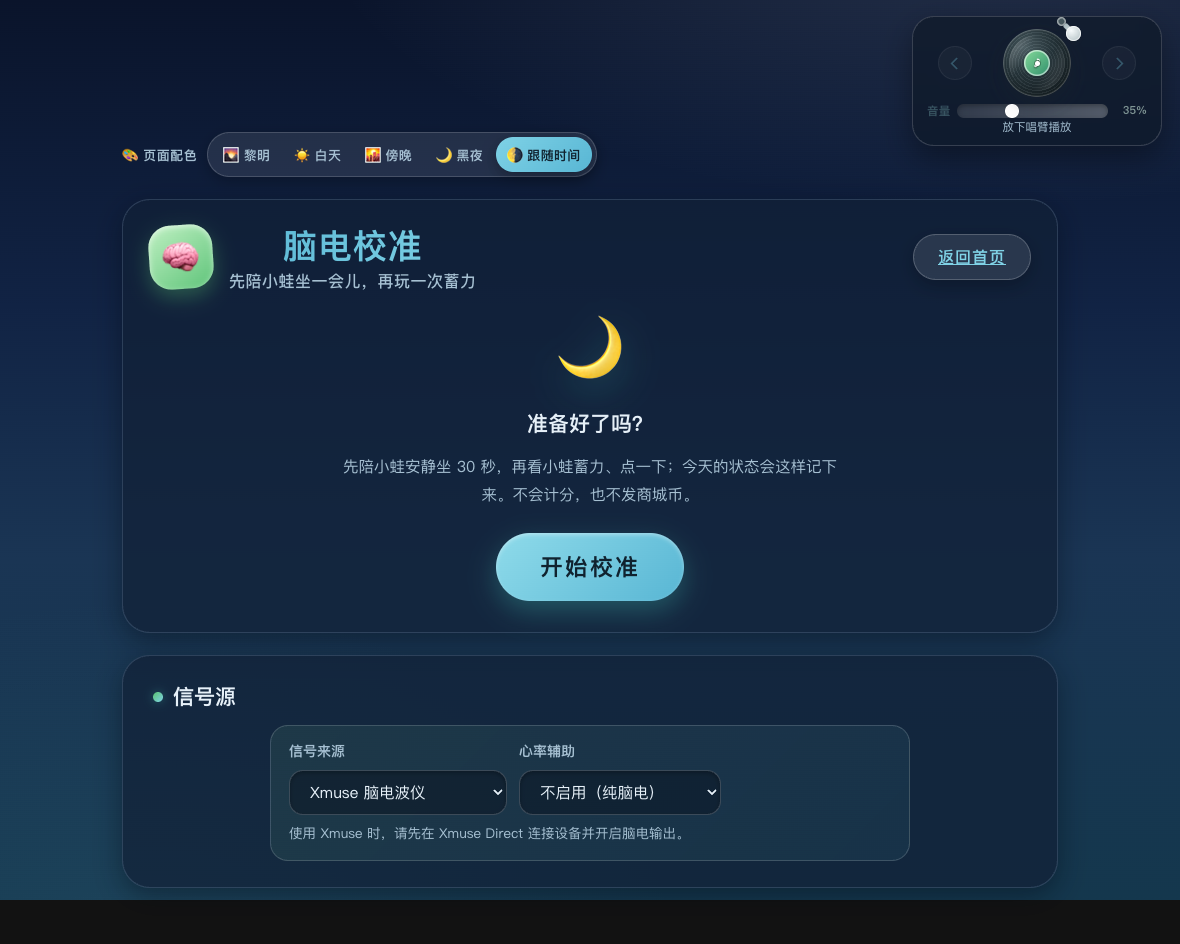 音量
35%
放下唱臂播放
页面配色
黎明
白天
傍晚
黑夜
跟随时间
脑电校准
先陪小蛙坐一会儿，再玩一次蓄力
返回首页
准备好了吗？
先陪小蛙安静坐 30 秒，再看小蛙蓄力、点一下；今天的状态会这样记下
来。不会计分，也不发商城币。
开始校准
信号源
信号来源
心率辅助
Xmuse 脑电波仪
不启用（纯脑电）
使用 Xmuse 时，请先在 Xmuse Direct 连接设备并开启脑电输出。